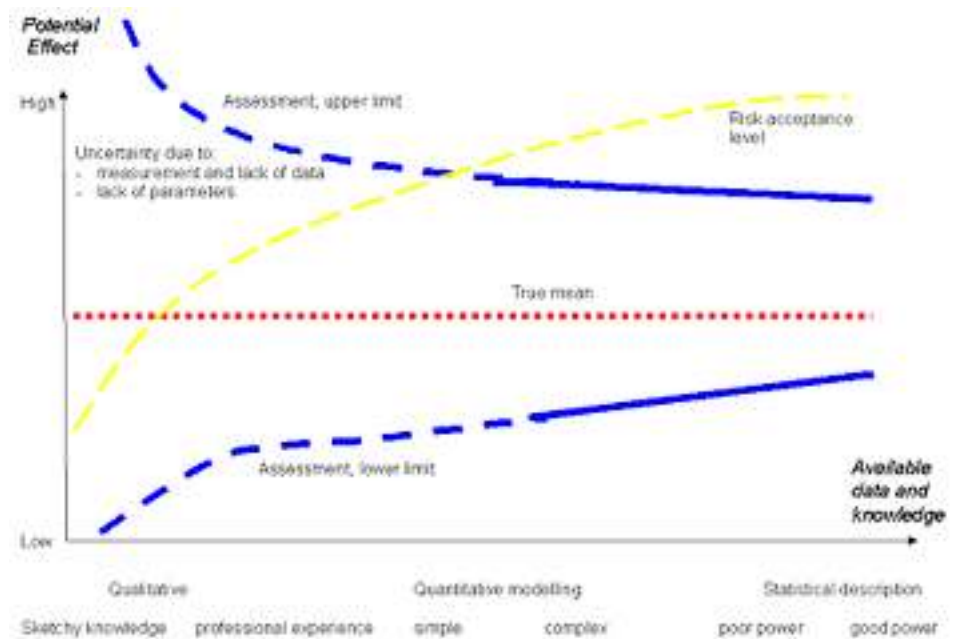 Potential
Effect
High
Assessment, upper limit
Risk acceptance
level
Uncertainty due to:
- measurement and lack of data
- lack of parameters
True mean
Assessment, lower limit
Available
data and
knowledge
Low
Qualitative
Quantitative modelling
Statistical description
Sketchy knowledge
professional experience
simple
complex
poor power
good power